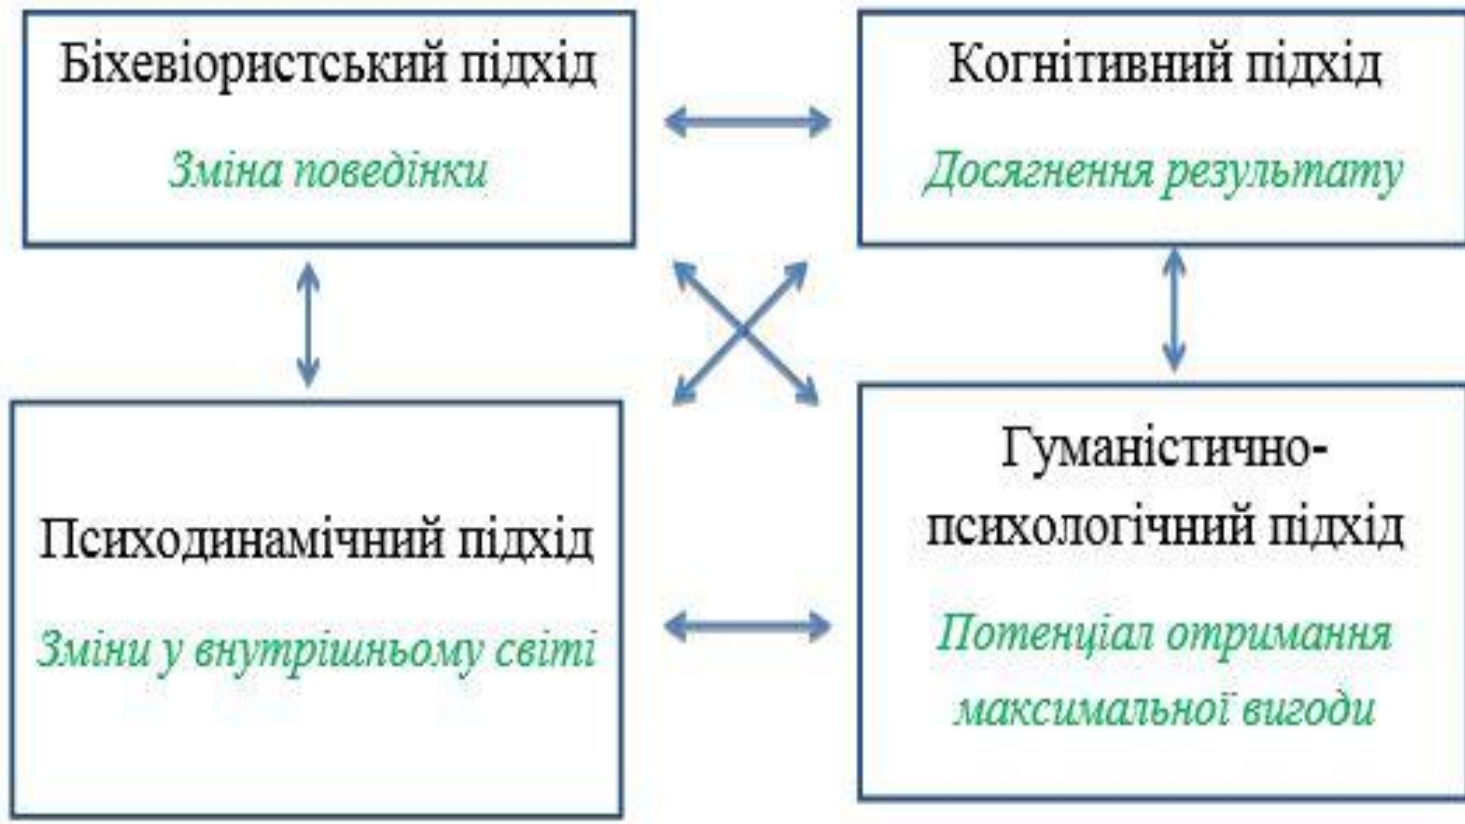 Біхевіористський підхід
Зміна поведінки
Когнітивний підхід
Досягнення результату
Психодинамічний підхід
Зміни у внутрішньому світі
Гуманістично-
психологічний підхід
Потенціал отримання
максимальної вигоди